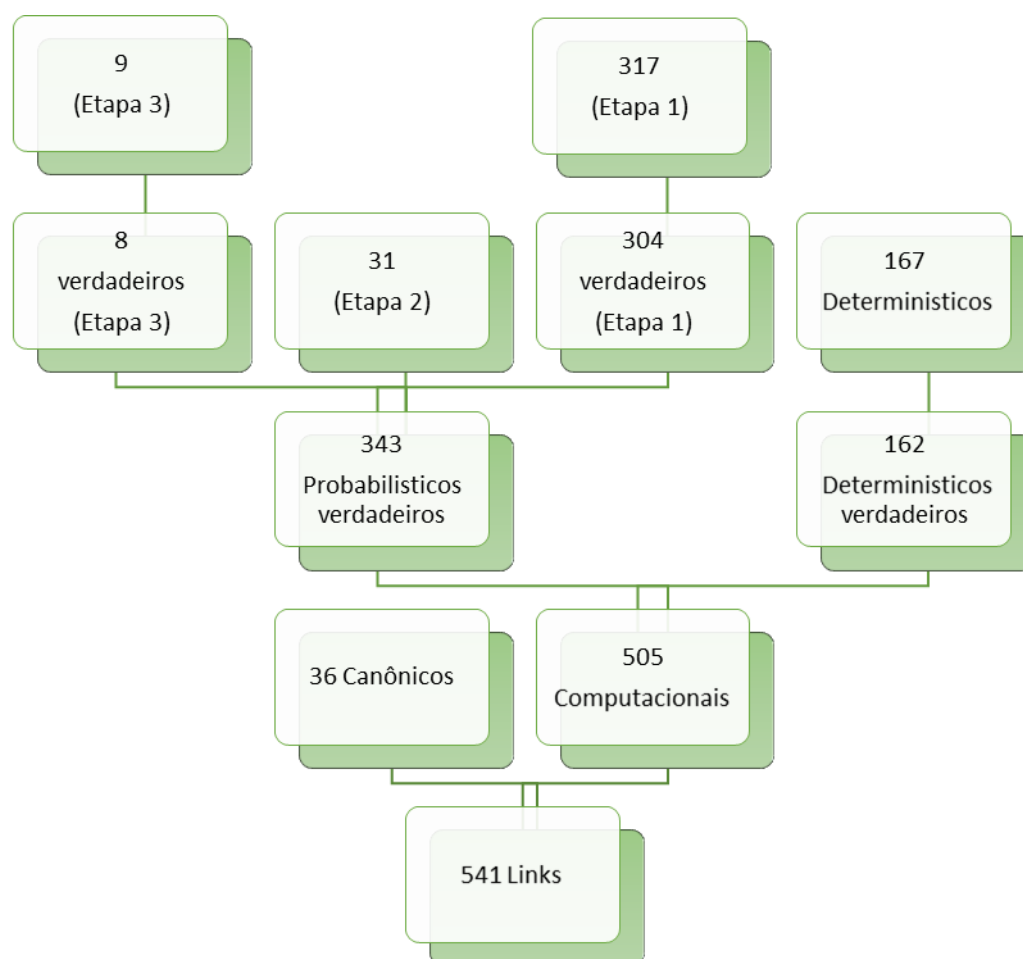 9
(Etapa 3)
317
(Etapa 1)
8
verdadeiros
(Etapa 3)
31
(Etapa 2)
304
verdadeiros
(Etapa 1)
167
Deterministicos
343
Probabilisticos
verdadeiros
162
Deterministicos
verdadeiros
36 Canônicos
505
Computacionais
541 Links